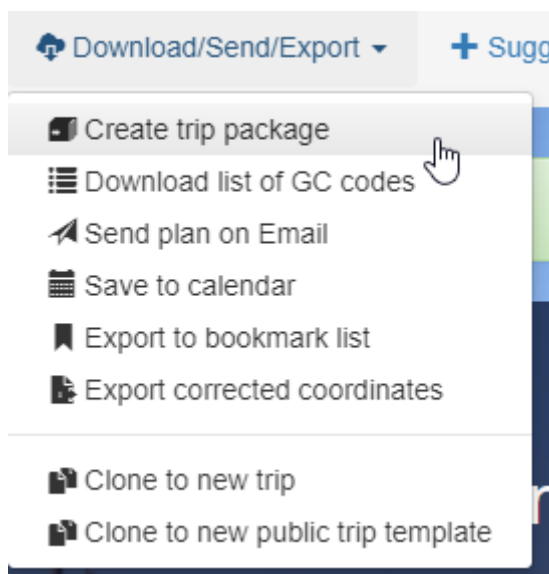 Download/Send/Export
Sugg
Create trip package
Download list of GC codes
Send plan on Email
Save to calendar
Export to bookmark list
Export corrected coordinates
Clone to new trip
Clone to new public trip template